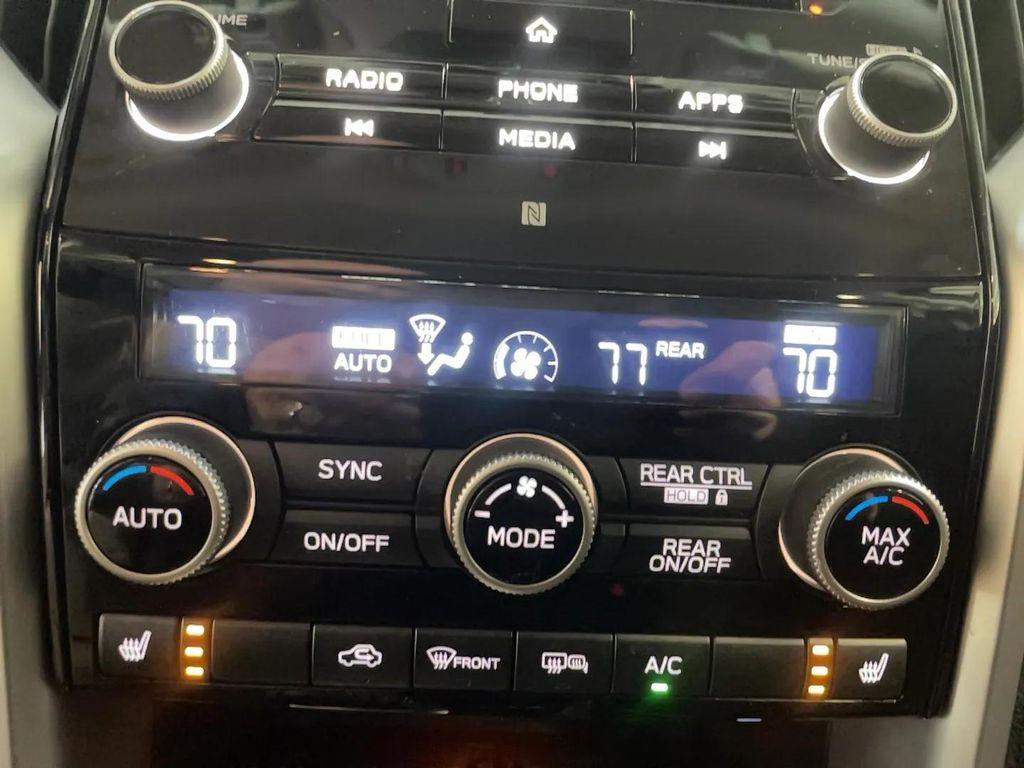 RADIO
PHONE
APPS
MEDIA
70
FULL
AUTO
77 REAR
70
AUTO
SYNC
ON/OFF
MODE
REAR CTRL
HOLD
REAR
ON/OFF
MAX
A/C
FRONT
A/C